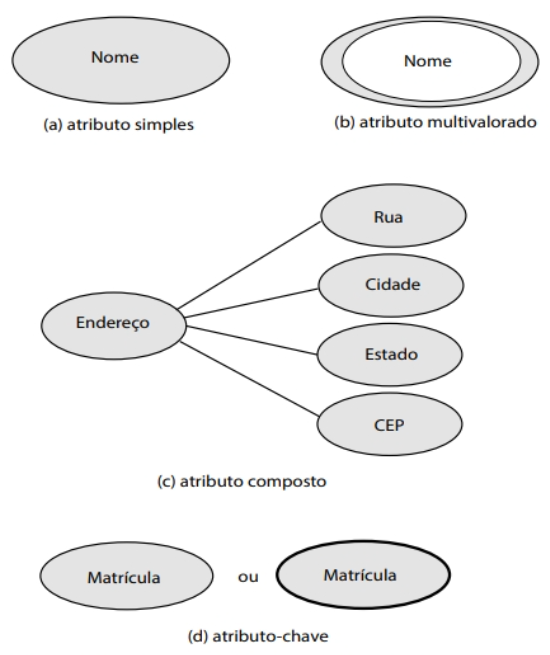 Nome
Nome
(a) atributo simples
(b) atributo multivalorado
Rua
Cidade
Endereço
Estado
CEP
(c) atributo composto
Matrícula ou Matrícula
(d) atributo-chave